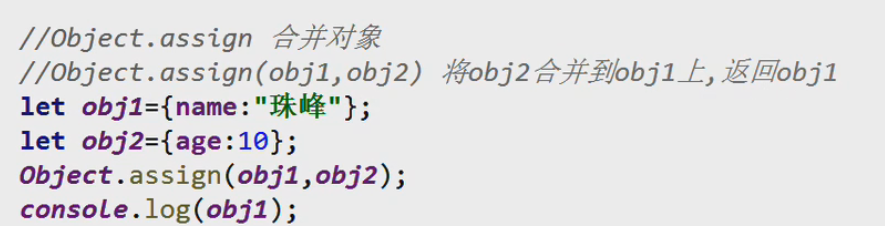 //Object.assign 合并对象
//Object.assign(obj1,obj2) 将obj2合并到obj1上,返回obj1
let obj1={name:"珠峰"};
let obj2={age:10};
Object.assign(obj1,obj2);
console.log(obj1);